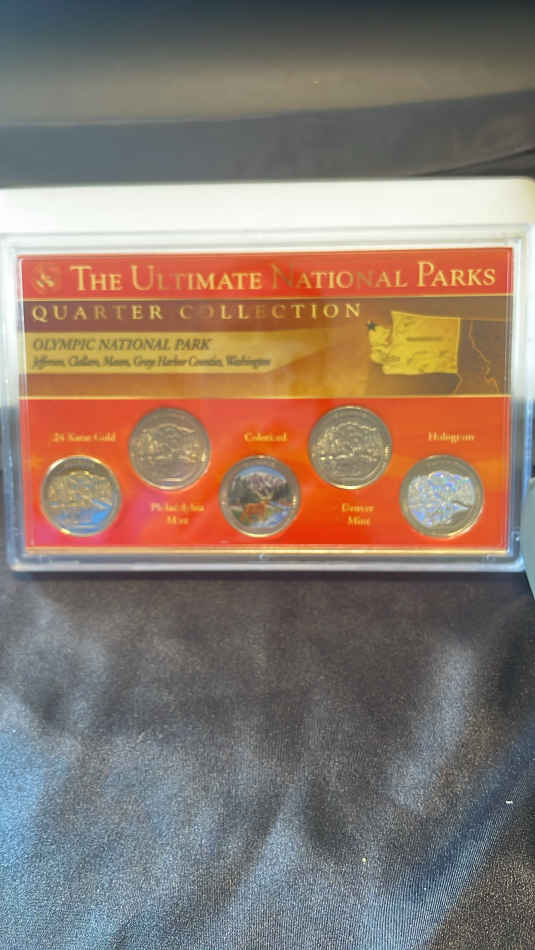 THE ULTIMATE NATIONAL PARKS
QUARTER COLLECTION
OLYMPIC NATIONAL PARK
Jefferson, Clallam, Mason, Grays Harbor Counties, Washington
24 Karat Gold
Colorized
Hologram
Philadelphia
Mint
Denver
Mint